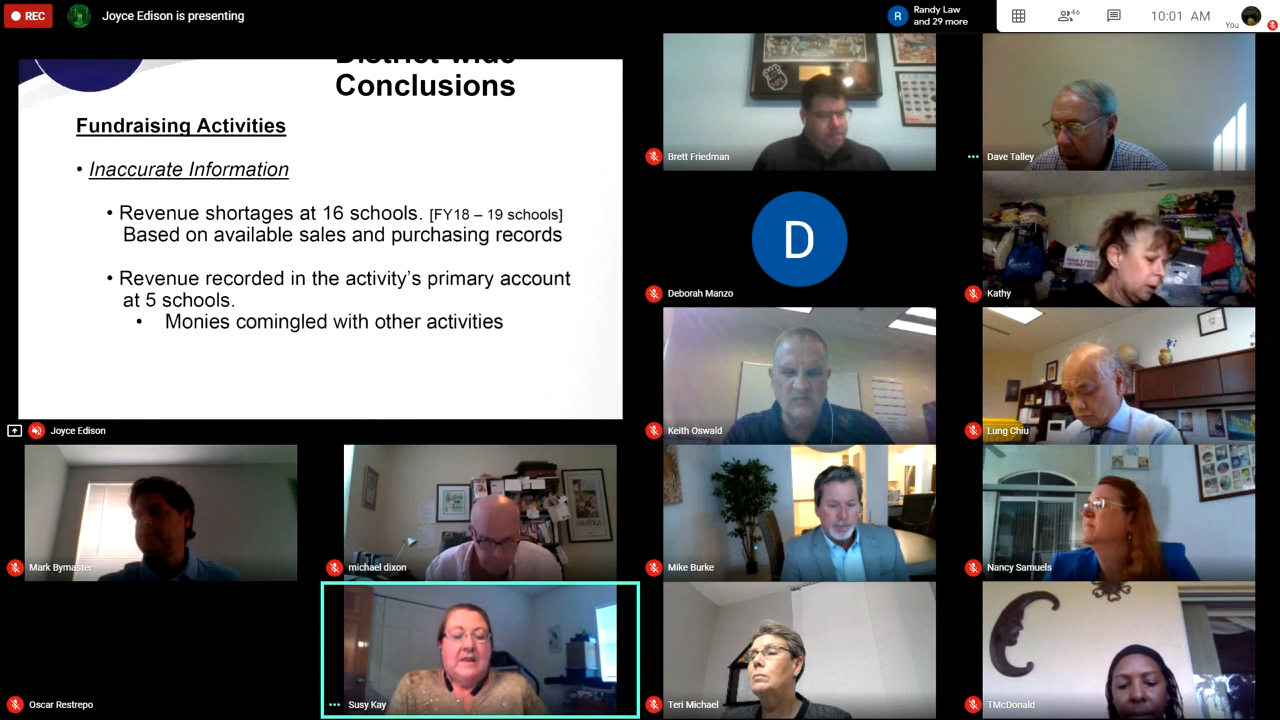 REC
Joyce Edison is presenting
R
Randy Law
and 29 more
46
10:01 AM
You
District-wide
Conclusions
Fundraising Activities
• Inaccurate Information
• Revenue shortages at 16 schools. [FY18 – 19 schools]
Based on available sales and purchasing records
• Revenue recorded in the activity's primary account
at 5 schools.
• Monies comingled with other activities
Joyce Edison
Brett Friedman
Dave Talley
D
Deborah Manzo
Kathy
Keith Oswald
Lung Chiu
Mark Bymaster
michael dixon
Mike Burke
Nancy Samuels
Oscar Restrepo
Susy Kay
Teri Michael
TMcDonald